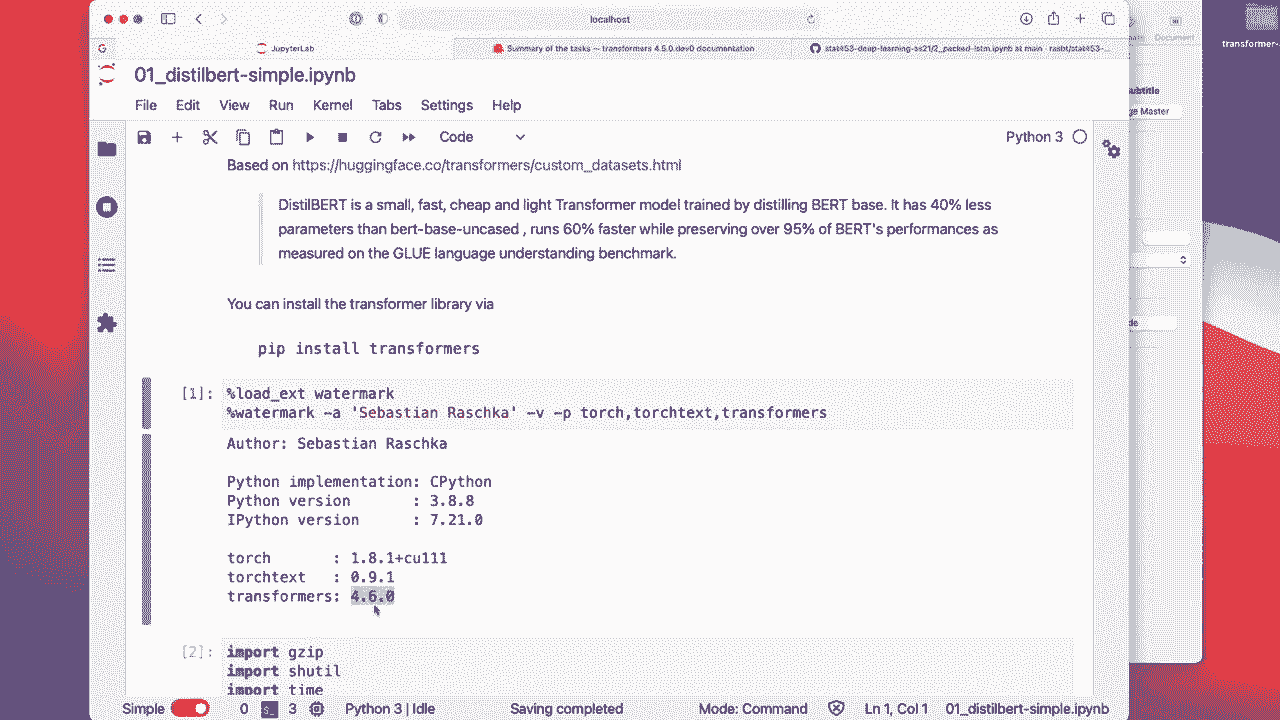 localhost
JupyterLab
Summary of the tasks — transformers 4.5.0.dev0 documentation
stat453-deep-learning-ss21/2_packed-lstm.ipynb at main · rasbt/stat453-...
Document
transformer-
01_distilbert-simple.ipynb
File Edit View Run Kernel Tabs Settings Help
Code
Python 3
Based on https://huggingface.co/transformers/custom_datasets.html
DistilBERT is a small, fast, cheap and light Transformer model trained by distilling BERT base. It has 40% less
parameters than bert-base-uncased , runs 60% faster while preserving over 95% of BERT's performances as
measured on the GLUE language understanding benchmark.
You can install the transformer library via
pip install transformers
[1]: %load_ext watermark
%watermark -a 'Sebastian Raschka' -v -p torch,torchtext,transformers
Author: Sebastian Raschka
Python implementation: CPython
Python version : 3.8.8
IPython version : 7.21.0
torch : 1.8.1+cu111
torchtext : 0.9.1
transformers: 4.6.0
[2]: import gzip
import shutil
import time
ubtitle
ge Master
de
Simple 0 $_ 3 Python 3 | Idle Saving completed Mode: Command Ln 1, Col 1 01_distilbert-simple.ipynb